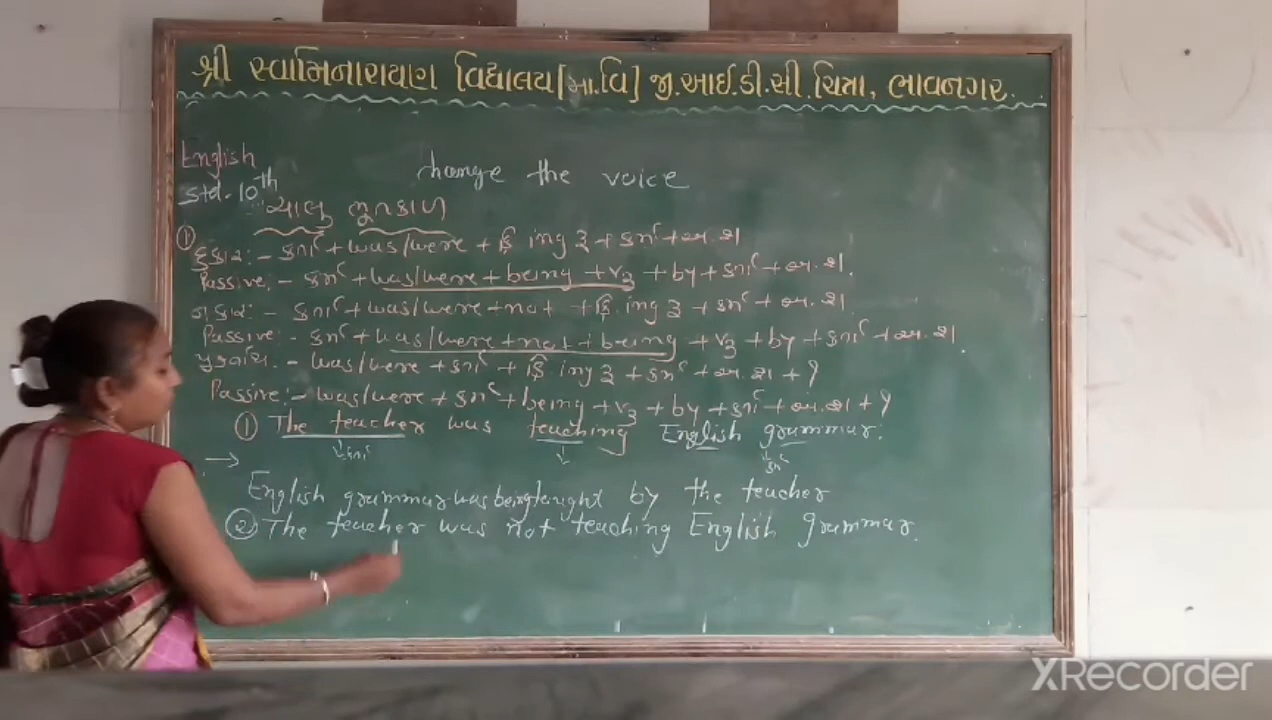 શ્રી સ્વામિનારાયણ વિદ્યાલય [મા.વિ] જી.આઈ.ડી.સી.ચિત્રા, ભાવનગર.
English
change the voice
Std-10th
ચાલુ ભૂતકાળ
① હકાર:- કર્તા + was/were + ક્રિ. ing રૂ + કર્મ + અ.શ
Passive:- કર્મ + was/were + being + v3 + by + કર્તા + અ.શ.
નકાર:- કર્તા + was/were + not + ક્રિ. ing રૂ + કર્મ + અ.શ.
Passive:- કર્મ + was/were + not + being + v3 + by + કર્તા + અ.શ.
પ્રશ્નાર્થ:- was/were + કર્તા + ક્રિ ing રૂ + કર્મ + અ.શ + ?
Passive:- was/were + કર્મ + being + v3 + by + કર્તા + અ.શ + ?
① The teacher was teaching English grammar.
કર્તા કર્મ
→
English grammar was being taught by the teacher
② The teacher was not teaching English grammar.
XRecorder